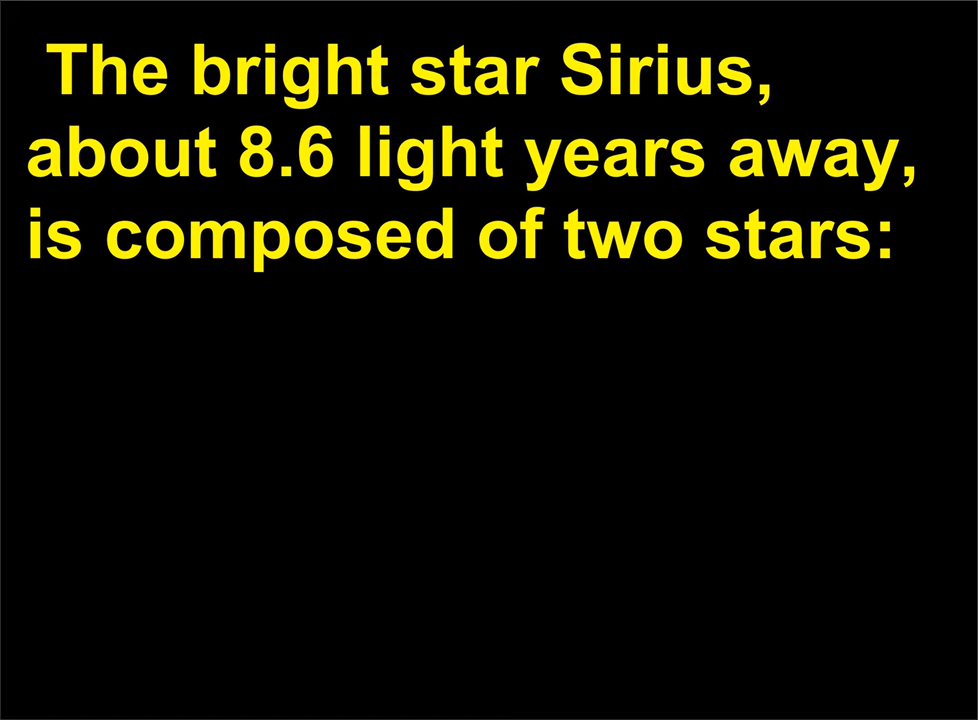 The bright star Sirius,
about 8.6 light years away,
is composed of two stars: